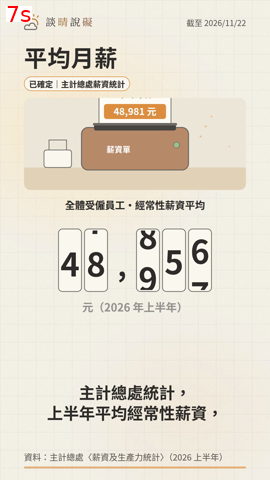 7s
談晴說礙
截至 2026/11/22
平均月薪
已確定｜主計總處薪資統計
48,981 元
薪資單
全體受僱員工・經常性薪資平均
元（2026 年上半年）
主計總處統計，
上半年平均經常性薪資，
資料：主計總處〈薪資及生產力統計〉（2026 上半年）